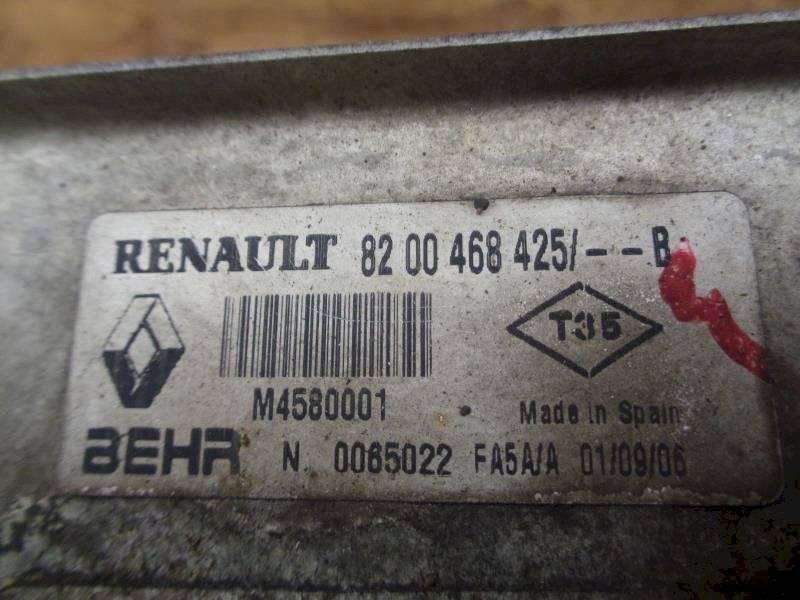 RENAULT 82 00 468 425/---B
T35
M4580001
Made in Spain
BEHR N. 0065022 FA5A/A 01/09/06